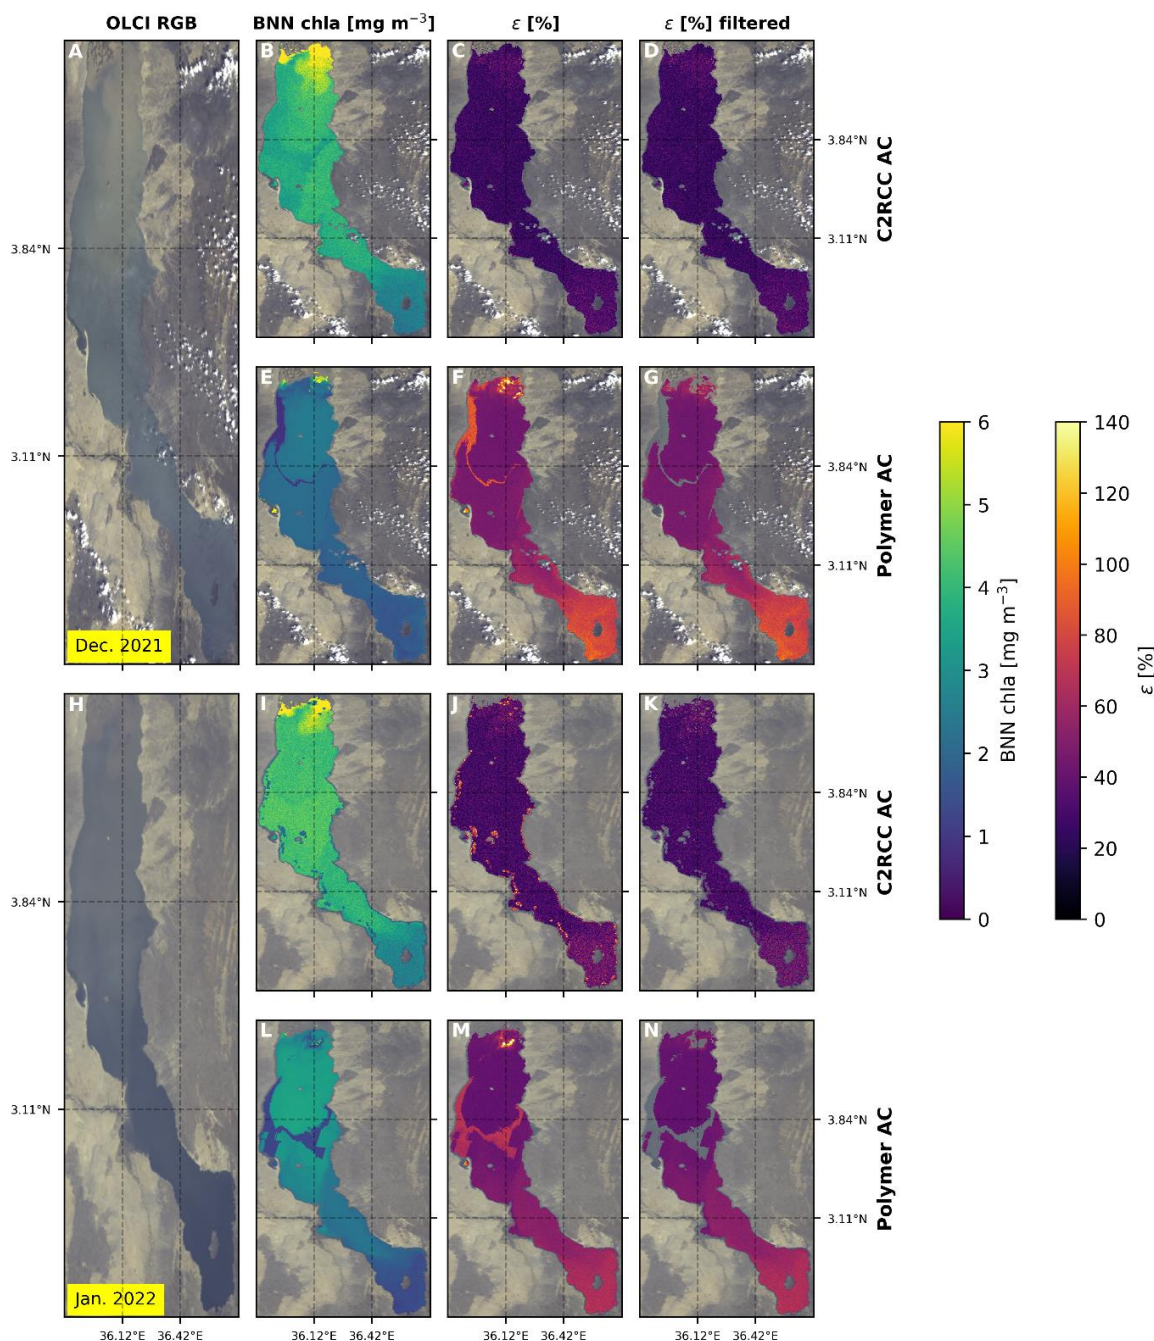 OLCI RGB
BNN chla [mg m⁻³]
ε [%]
ε [%] filtered
A
B
C
D
3.84°N
3.11°N
C2RCC AC
3.84°N
3.11°N
Dec. 2021
E
F
G
3.84°N
3.11°N
Polymer AC
H
I
J
K
3.84°N
3.11°N
C2RCC AC
3.84°N
3.11°N
Jan. 2022
L
M
N
3.84°N
3.11°N
Polymer AC
36.12°E 36.42°E
36.12°E 36.42°E
36.12°E 36.42°E
36.12°E 36.42°E
6
5
4
3
2
1
0
BNN chla [mg m⁻³]
140
120
100
80
60
40
20
0
ε [%]